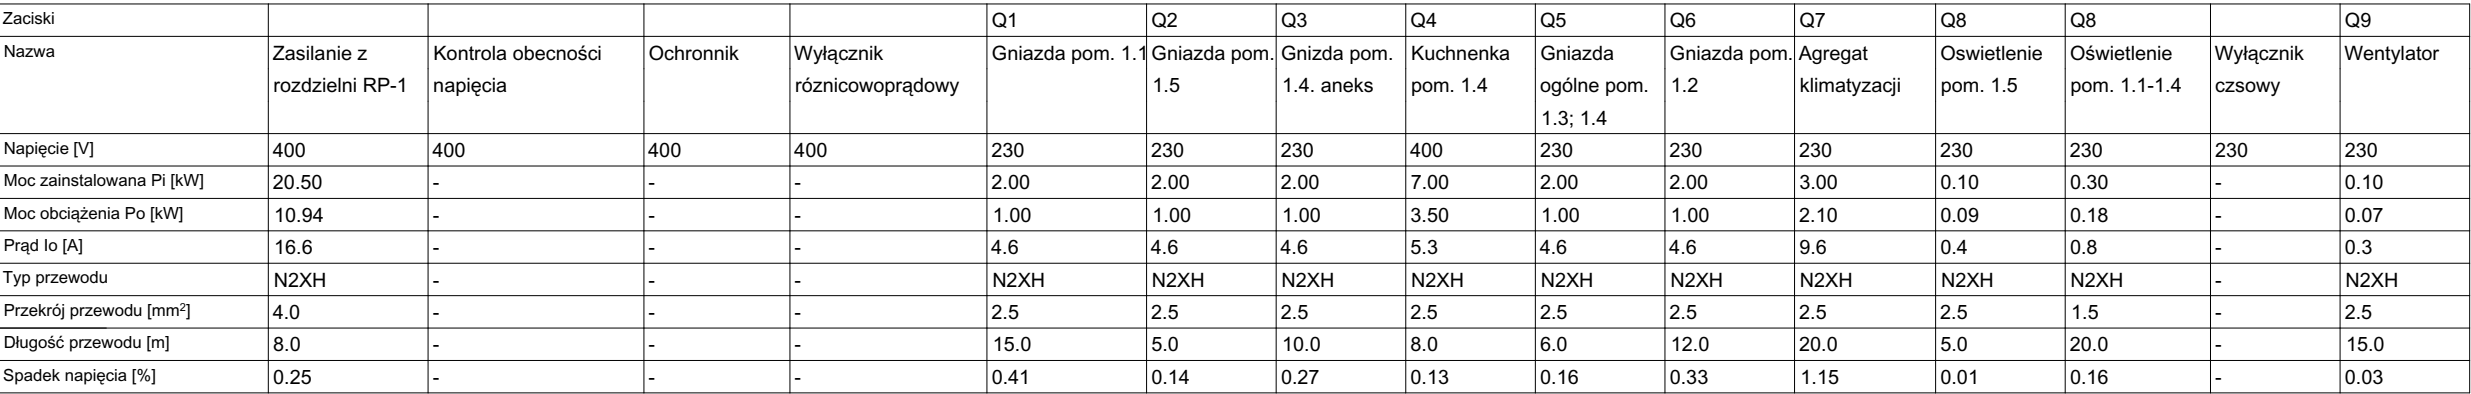 Zaciski Q1 Q2 Q3 Q4 Q5 Q6 Q7 Q8 Q8 Q9
Nazwa Zasilanie z Kontrola obecności Ochronnik Wyłącznik Gniazda pom. 1.1 Gniazda pom. Gnizda pom. Kuchnenka Gniazda Gniazda pom. Agregat Oswietlenie Oświetlenie Wyłącznik Wentylator
rozdzielni RP-1 napięcia róznicowoprądowy 1.5 1.4. aneks pom. 1.4 ogólne pom. 1.2 klimatyzacji pom. 1.5 pom. 1.1-1.4 czsowy
1.3; 1.4
Napięcie [V] 400 400 400 400 230 230 230 400 230 230 230 230 230 230 230
Moc zainstalowana Pi [kW] 20.50 - - - 2.00 2.00 2.00 7.00 2.00 2.00 3.00 0.10 0.30 - 0.10
Moc obciążenia Po [kW] 10.94 - - - 1.00 1.00 1.00 3.50 1.00 1.00 2.10 0.09 0.18 - 0.07
Prąd Io [A] 16.6 - - - 4.6 4.6 4.6 5.3 4.6 4.6 9.6 0.4 0.8 - 0.3
Typ przewodu N2XH - - - N2XH N2XH N2XH N2XH N2XH N2XH N2XH N2XH N2XH - N2XH
Przekrój przewodu [mm²] 4.0 - - - 2.5 2.5 2.5 2.5 2.5 2.5 2.5 2.5 1.5 - 2.5
Długość przewodu [m] 8.0 - - - 15.0 5.0 10.0 8.0 6.0 12.0 20.0 5.0 20.0 - 15.0
Spadek napięcia [%] 0.25 - - - 0.41 0.14 0.27 0.13 0.16 0.33 1.15 0.01 0.16 - 0.03